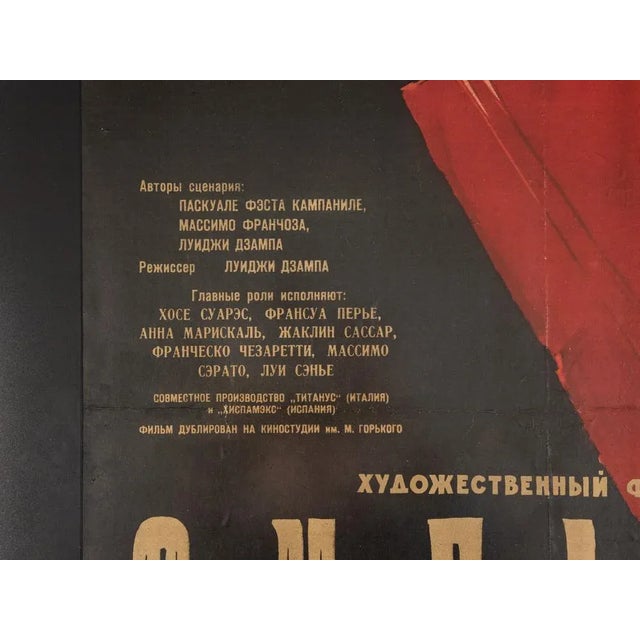 Авторы сценария:
ПАСКУАЛЕ ФЭСТА КАМПАНИЛЕ,
МАССИМО ФРАНЧОЗА,
ЛУИДЖИ ДЗАМПА
Режиссер ЛУИДЖИ ДЗАМПА
Главные роли исполняют:
ХОСЕ СУАРЭС, ФРАНСУА ПЕРЬЕ,
АННА МАРИСКАЛЬ, ЖАКЛИН САССАР,
ФРАНЧЕСКО ЧЕЗАРЕТТИ, МАССИМО
СЭРАТО, ЛУИ СЭНЬЕ
СОВМЕСТНОЕ ПРОИЗВОДСТВО „ТИТАНУС" (ИТАЛИЯ)
и „ХИСПАМЭКС" (ИСПАНИЯ)
ФИЛЬМ ДУБЛИРОВАН НА КИНОСТУДИИ им. М. ГОРЬКОГО
ХУДОЖЕСТВЕННЫЙ Ф